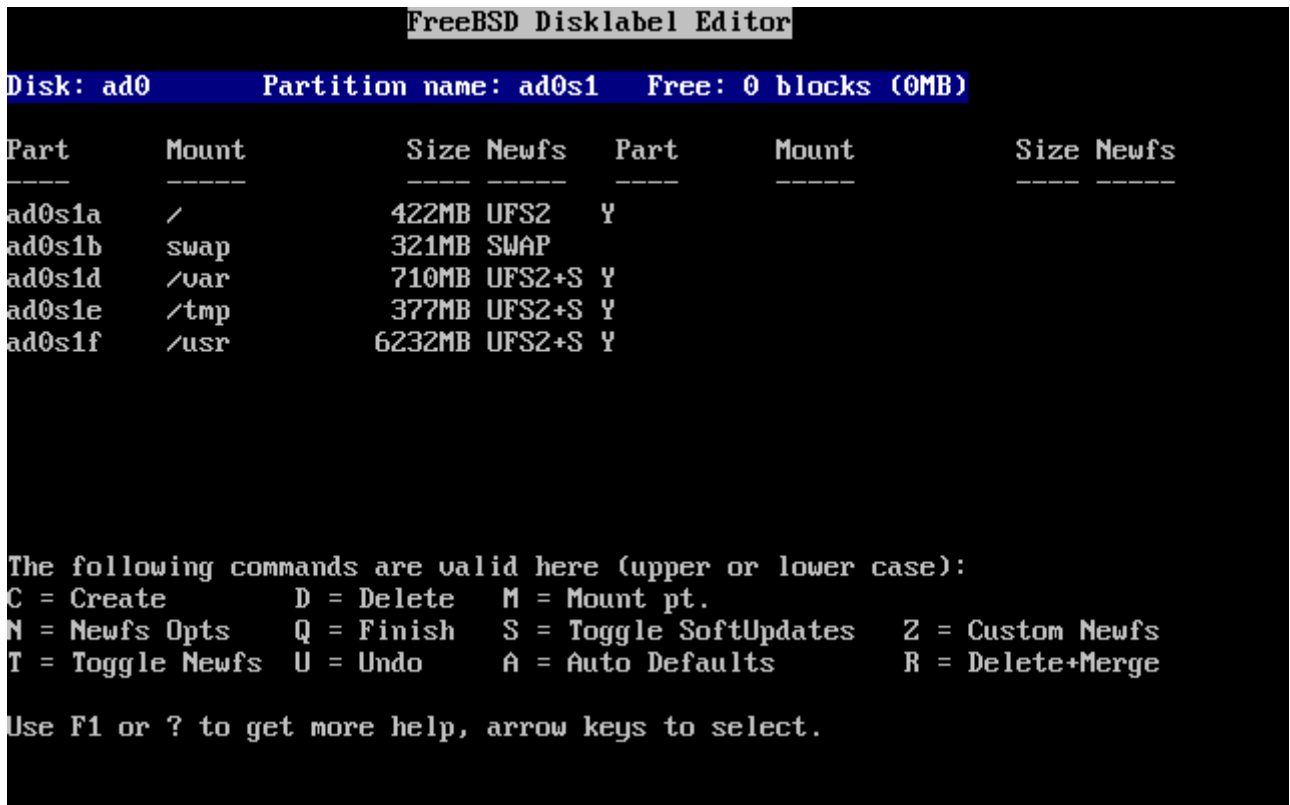 FreeBSD Disklabel Editor
Disk: ad0       Partition name: ad0s1   Free: 0 blocks (0MB)
Part      Mount          Size Newfs   Part      Mount          Size Newfs
----      -----          ---- -----   ----      -----          ---- -----
ad0s1a    /             422MB UFS2   Y
ad0s1b    swap          321MB SWAP
ad0s1d    /var          710MB UFS2+S Y
ad0s1e    /tmp          377MB UFS2+S Y
ad0s1f    /usr         6232MB UFS2+S Y
The following commands are valid here (upper or lower case):
C = Create        D = Delete   M = Mount pt.
N = Newfs Opts    Q = Finish   S = Toggle SoftUpdates   Z = Custom Newfs
T = Toggle Newfs  U = Undo     A = Auto Defaults        R = Delete+Merge
Use F1 or ? to get more help, arrow keys to select.